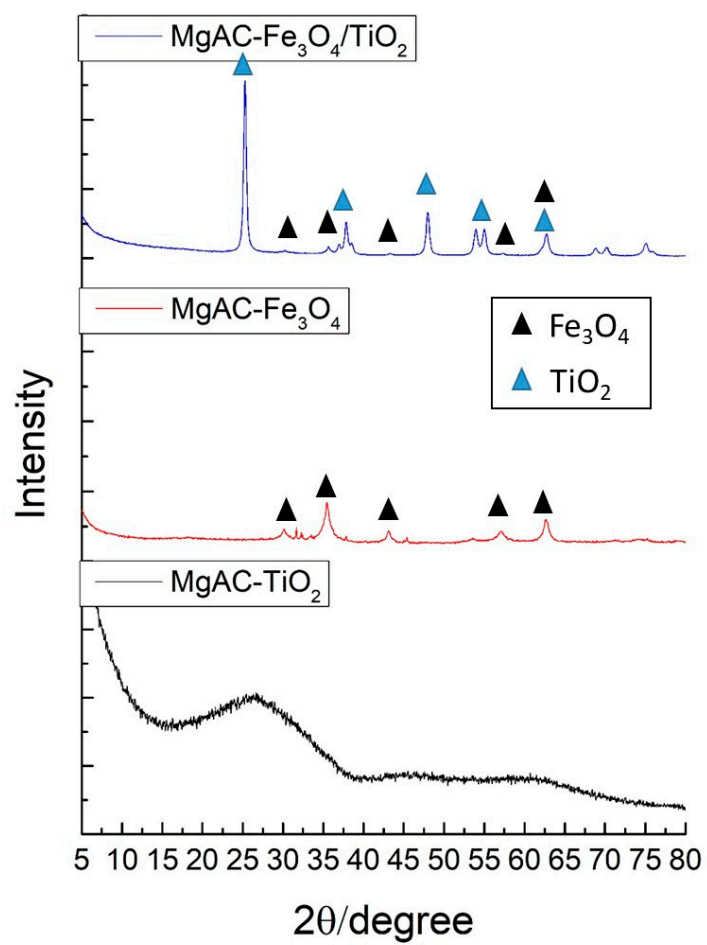 MgAC-Fe₃O₄/TiO₂
MgAC-Fe₃O₄
Fe₃O₄
TiO₂
Intensity
MgAC-TiO₂
5 10 15 20 25 30 35 40 45 50 55 60 65 70 75 80
2θ/degree